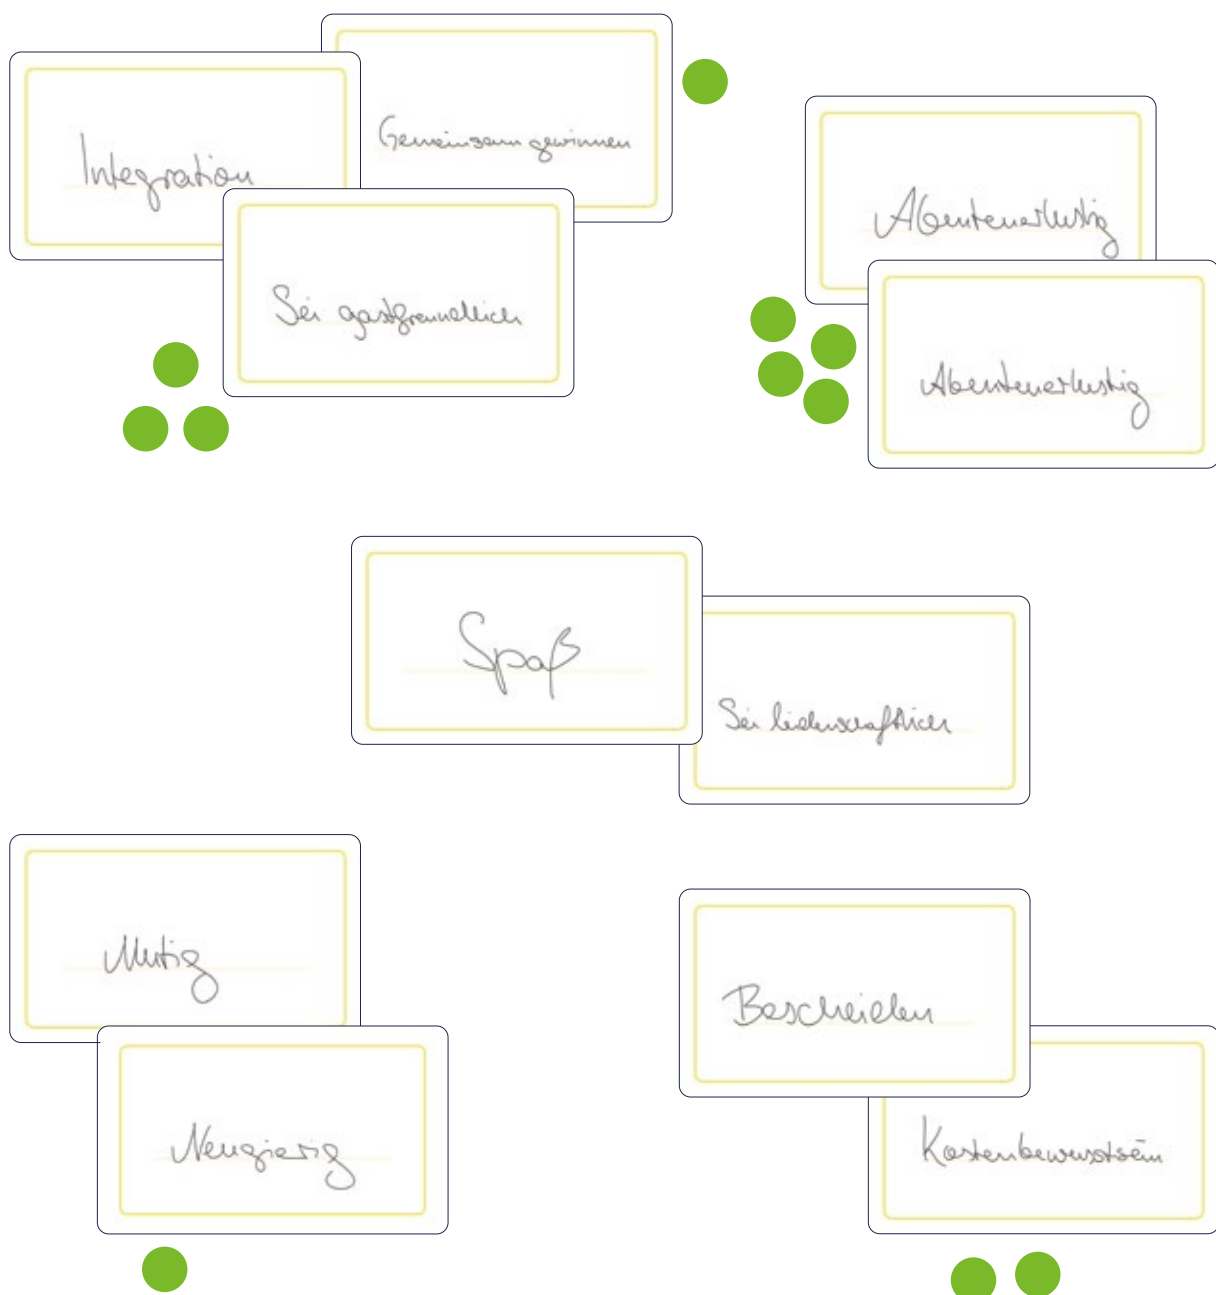 Gemeinsam gewinnen
Integration
Sei gastfreundlich
Abenteuerlustig
Abenteuerlustig
Spaß
Sei leidenschaftlich
Mutig
Neugierig
Bescheiden
Kostenbewusstsein